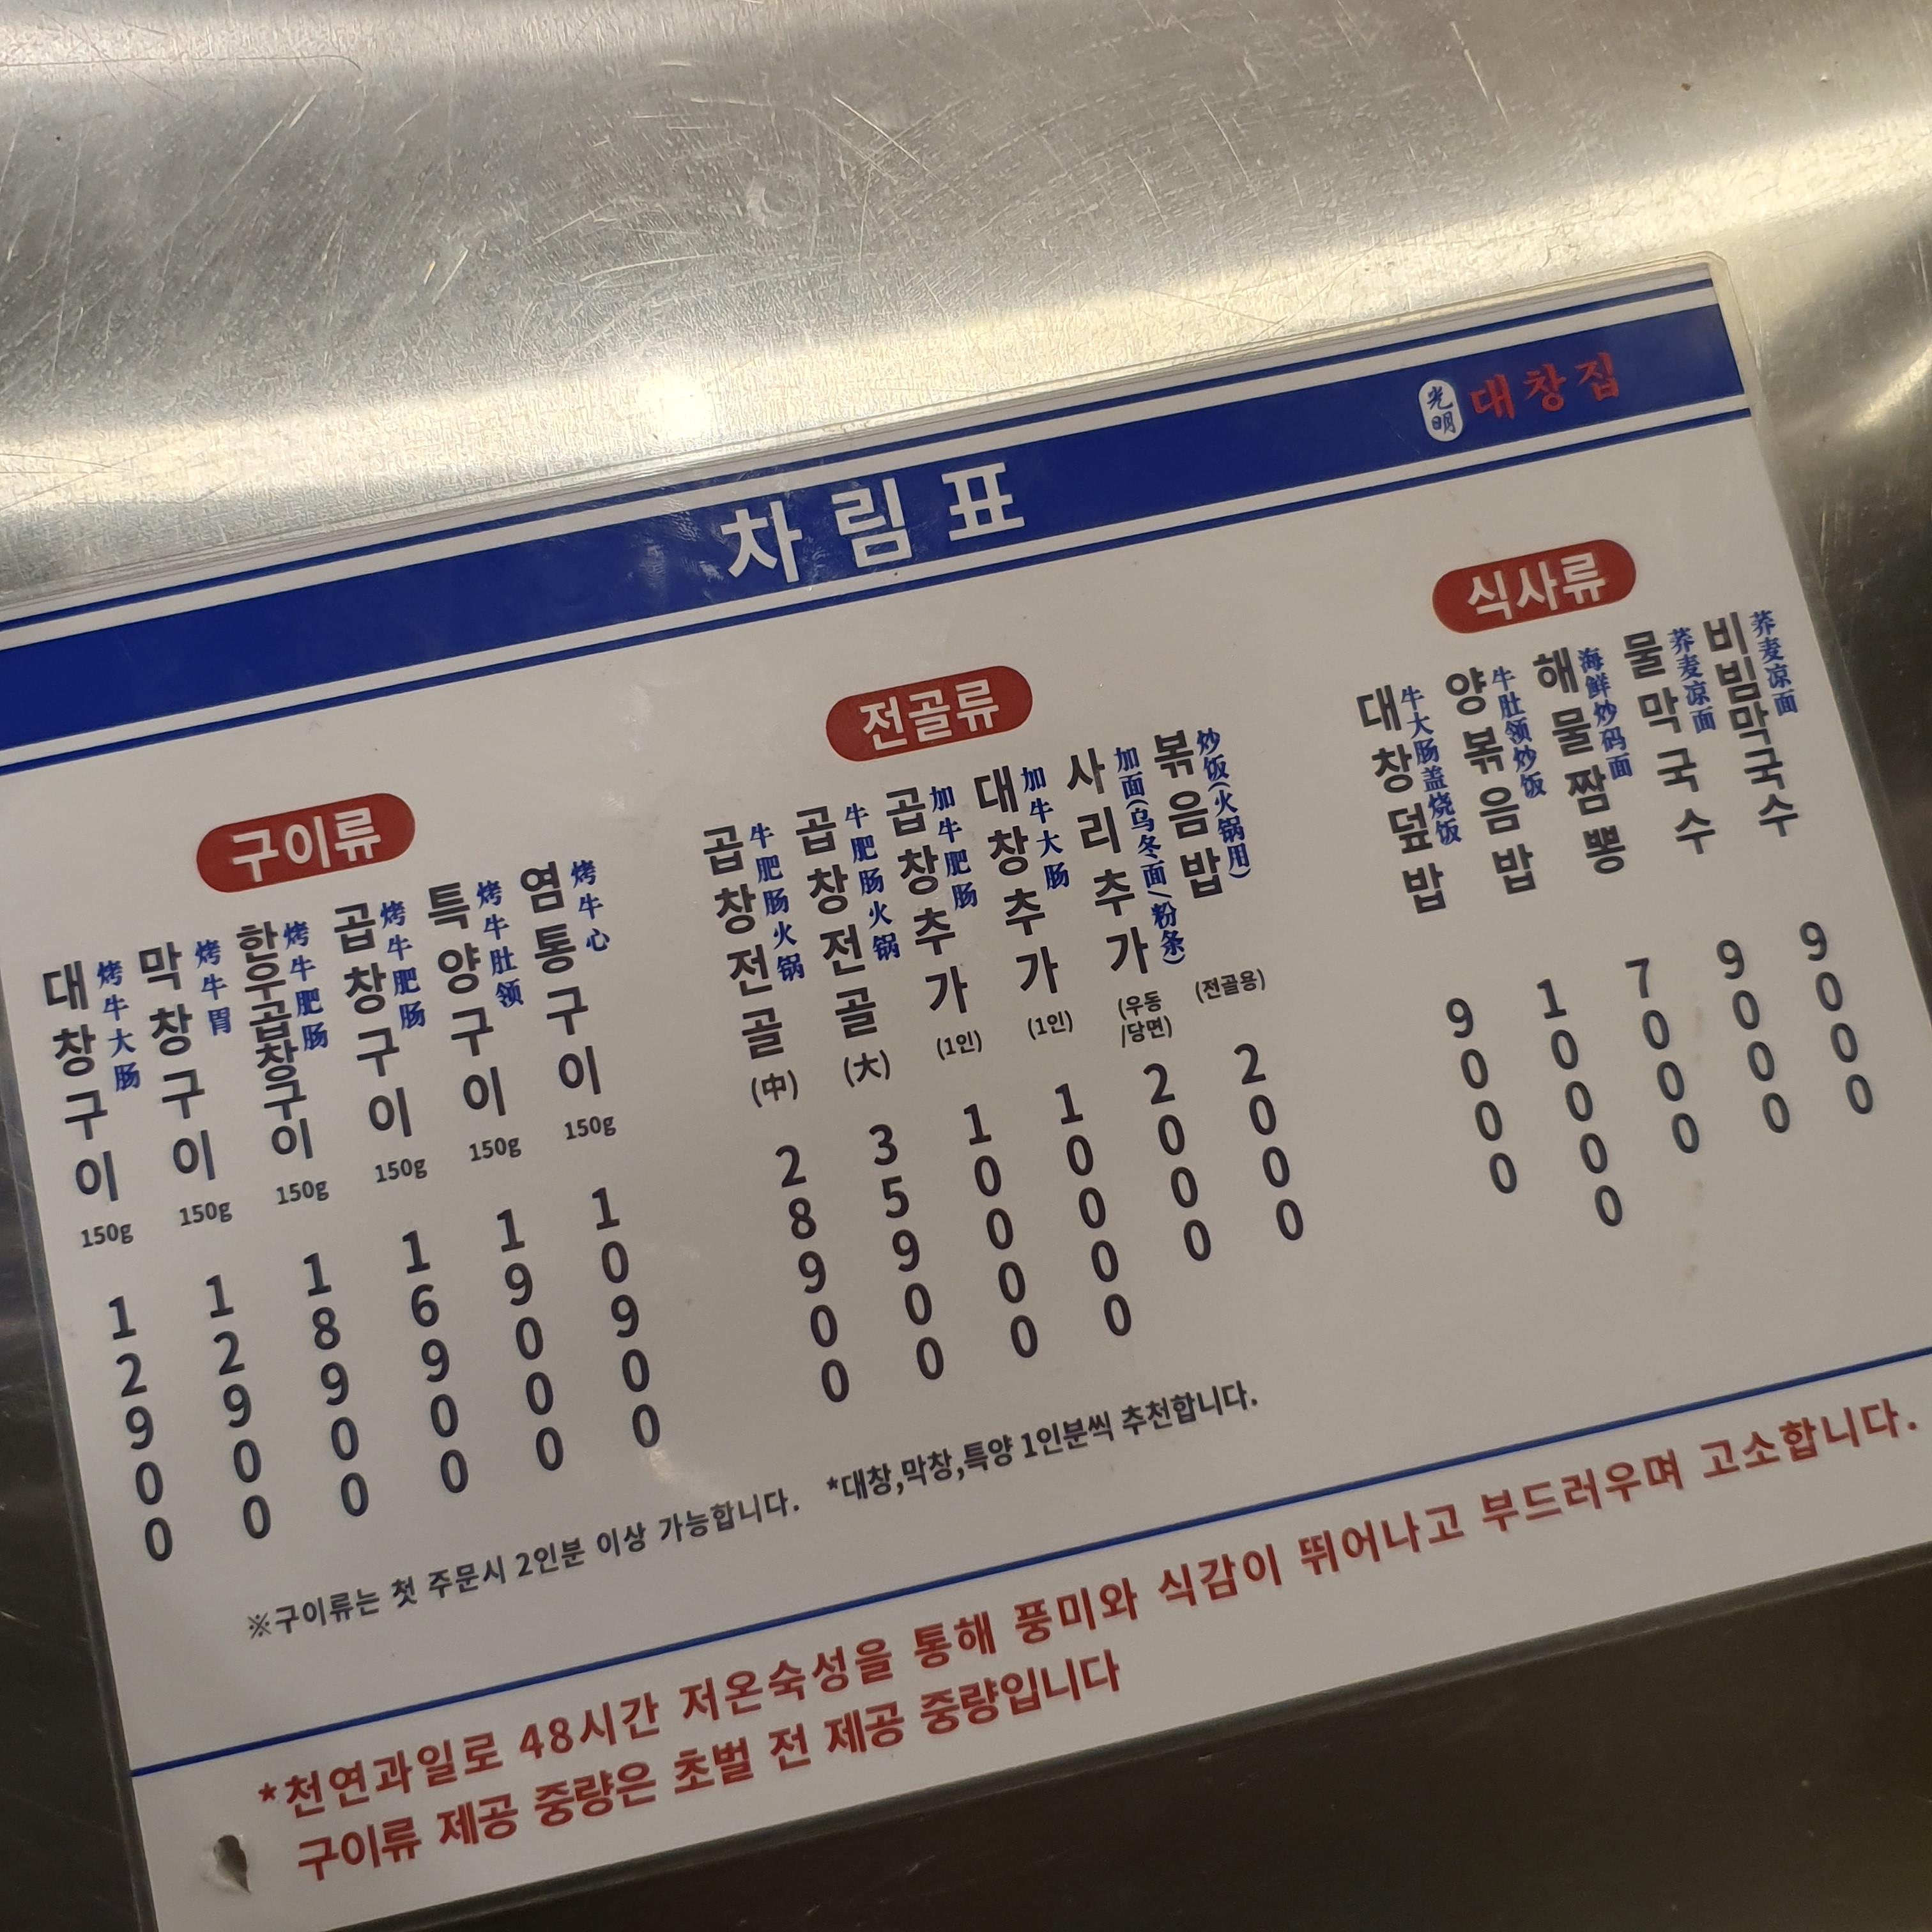 光明 대창집
차림표
구이류
대창구이 烤牛大肠 150g 12900
막창구이 烤牛胃 150g 12900
한우곱창구이 烤牛肥肠 150g 18900
곱창구이 烤牛肥肠 150g 16900
특양구이 烤牛肚领 150g 19000
염통구이 烤牛心 150g 10900
전골류
곱창전골 牛肥肠火锅 (中) 28900
곱창전골 牛肥肠火锅 (大) 35900
곱창추가 加牛肥肠 (1인) 10000
대창추가 加牛大肠 (1인) 10000
사리추가 加面(乌冬面/粉条) (우동/당면) 2000
볶음밥 炒饭(火锅用) (전골용) 2000
식사류
대창덮밥 牛大肠盖烧饭 9000
양볶음밥 牛肚领炒饭 10000
해물짬뽕 海鲜炒码面 7000
물막국수 荞麦凉面 9000
비빔막국수 荞麦凉面 9000
※구이류는 첫 주문시 2인분 이상 가능합니다. *대창,막창,특양 1인분씩 추천합니다.
*천연과일로 48시간 저온숙성을 통해 풍미와 식감이 뛰어나고 부드러우며 고소합니다.
구이류 제공 중량은 초벌 전 제공 중량입니다